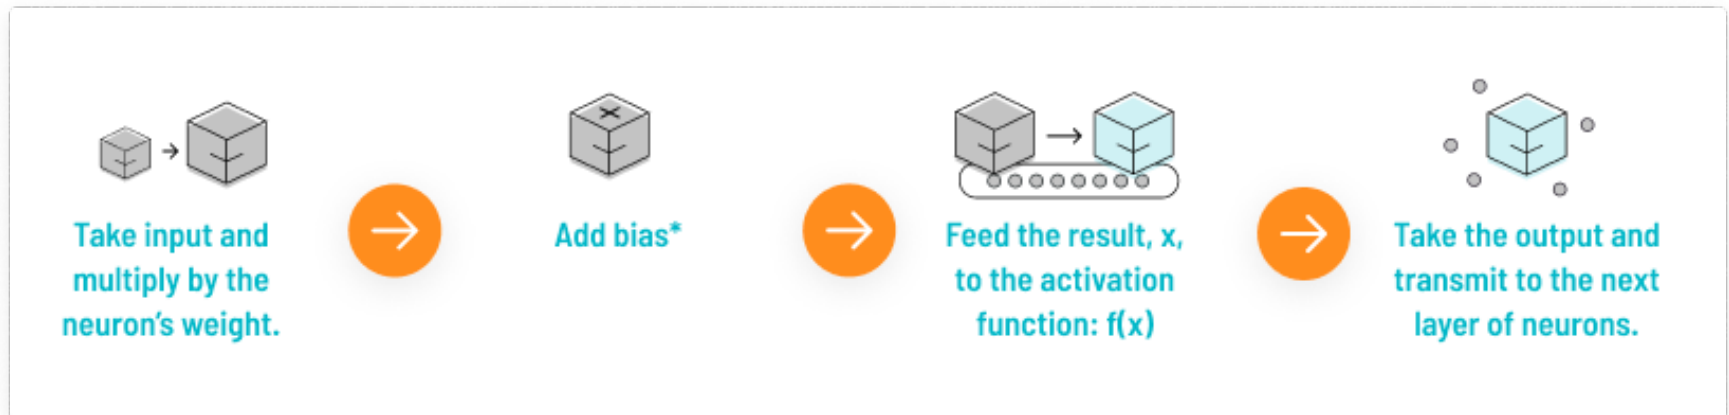 Take input and
multiply by the
neuron's weight.
Add bias*
Feed the result, x,
to the activation
function: f(x)
Take the output and
transmit to the next
layer of neurons.